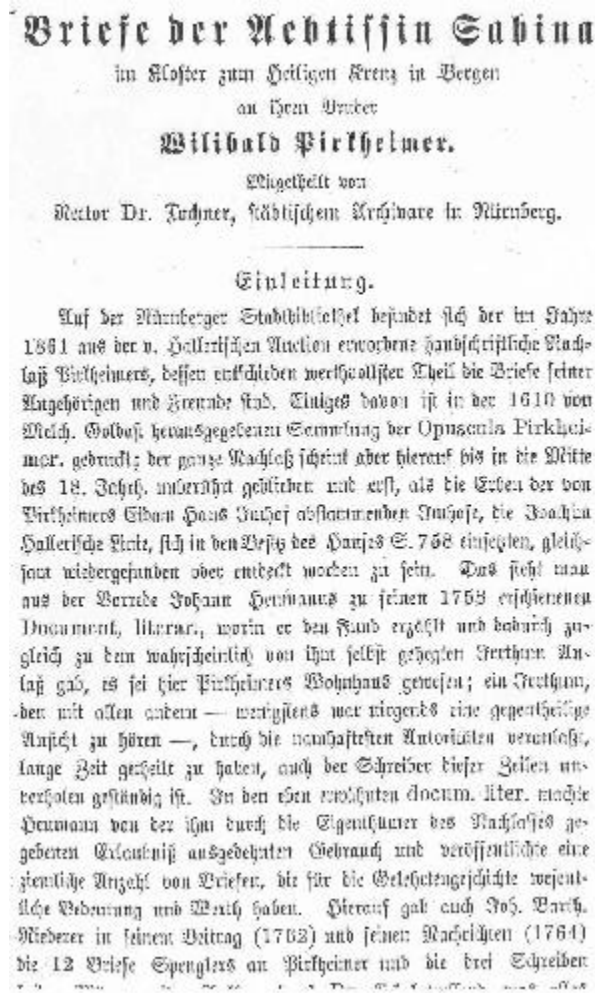 Briefe der Aebtissin Sabina
im Kloster zum Heiligen Kreuz in Bergen
an ihren Bruder
Wilibald Pirkheimer.
Mitgetheilt von
Rector Dr. Lochner, städtischem Archivare in Nürnberg.
Einleitung.
Auf der Nürnberger Stadtbibliothek befindet sich der im Jahre
1861 aus der v. Hallerischen Auction erworbene handschriftliche Nach-
laß Pirkheimers, dessen entschieden werthvollster Theil die Briefe seiner
Angehörigen und Freunde sind. Einiges davon ist in der 1610 von
Melch. Goldast herausgegebenen Sammlung der Opuscula Pirkhei-
mer. gedruckt; der ganze Nachlaß scheint aber hierauf bis in die Mitte
des 18. Jahrh. unberührt geblieben und erst, als die Erben der von
Pirkheimers Eidam Hans Imhof abstammenden Imhofe, die Joachim
Hallerische Linie, sich in den Besitz des Hauses S. 758 einsetzten, gleich-
sam wiedergefunden oder entdeckt worden zu sein. Das sieht man
aus der Vorrede Johann Heumanns zu seinen 1758 erschienenen
Document. literar., worin er den Fund erzählt und dadurch zu-
gleich zu dem wahrscheinlich von ihm selbst gehegten Irrthum An-
laß gab, es sei hier Pirkheimers Wohnhaus gewesen; ein Irrthum,
den mit allen andern — wenigstens war nirgends eine gegentheilige
Ansicht zu hören —, durch die namhaftesten Autoritäten veranlaßt,
lange Zeit getheilt zu haben, auch der Schreiber dieser Zeilen un-
verholen geständig ist. In den eben erwähnten docum. liter. machte
Heumann von der ihm durch die Eigenthümer des Nachlasses ge-
gebenen Erlaubniß ausgedehnten Gebrauch und veröffentlichte eine
ziemliche Anzahl von Briefen, die für die Gelehrtengeschichte wesent-
liche Bedeutung und Werth haben. Hierauf gab auch Joh. Barth.
Riederer in seinem Beitrag (1762) und seinen Nachrichten (1764)
die 12 Briefe Spenglers an Pirkheimer und die drei Schreiben